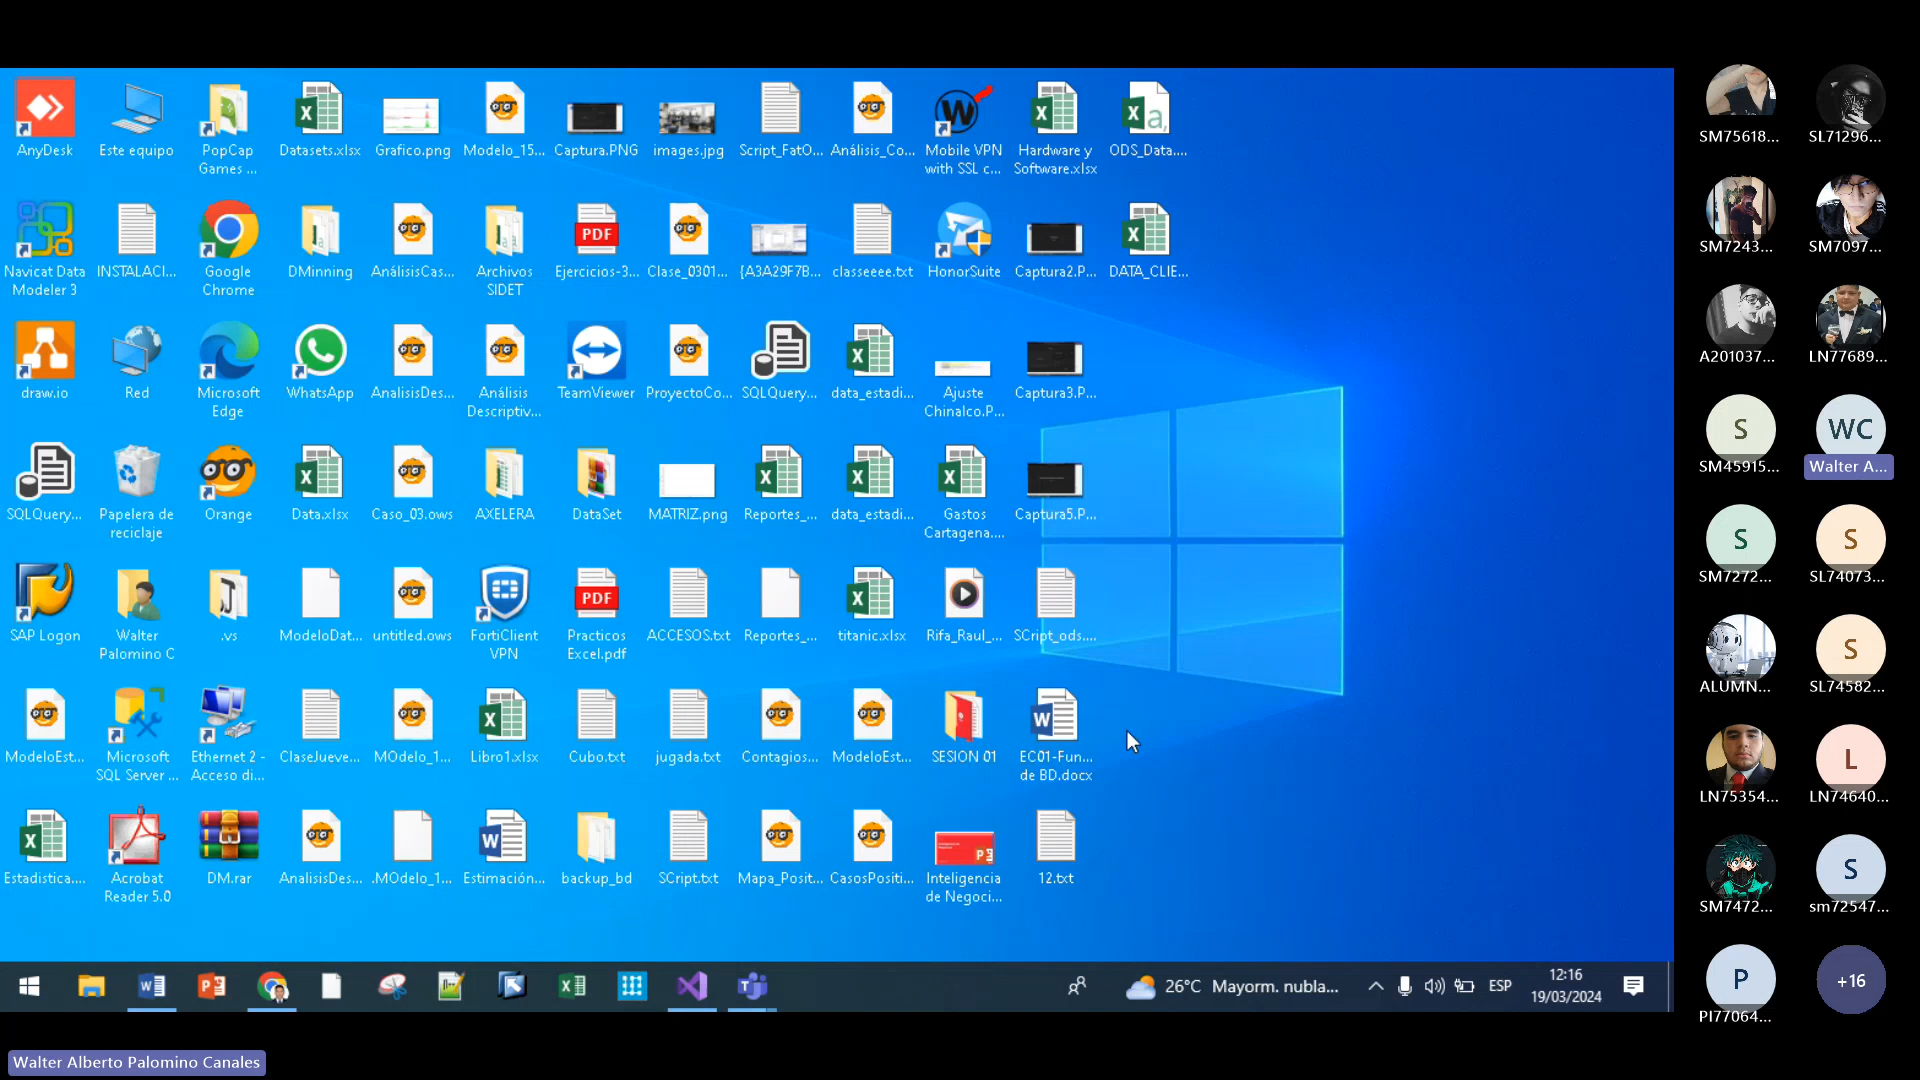 AnyDesk
Este equipo
PopCap
Games ...
Datasets.xlsx
Grafico.png
Modelo_15...
Captura.PNG
images.jpg
Script_FatO...
Análisis_Co...
Mobile VPN
with SSL c...
Hardware y
Software.xlsx
ODS_Data....
Navicat Data
Modeler 3
INSTALACI...
Google
Chrome
DMinning
AnálisisCas...
Archivos
SIDET
PDF
Ejercicios-3...
Clase_0301...
{A3A29F7B...
classeeee.txt
HonorSuite
Captura2.P...
DATA_CLIE...
draw.io
Red
Microsoft
Edge
WhatsApp
AnalisisDes...
Análisis
Descriptiv...
TeamViewer
ProyectoCo...
SQLQuery...
data_estadi...
Ajuste
Chinalco.P...
Captura3.P...
SQLQuery...
Papelera de
reciclaje
Orange
Data.xlsx
Caso_03.ows
AXELERA
DataSet
MATRIZ.png
Reportes_...
data_estadi...
Gastos
Cartagena....
Captura5.P...
SAP Logon
Walter
Palomino C
.vs
ModeloDat...
untitled.ows
FortiClient
VPN
PDF
Practicos
Excel.pdf
ACCESOS.txt
Reportes_...
titanic.xlsx
Rifa_Raul_...
SCript_ods....
ModeloEst...
Microsoft
SQL Server ...
Ethernet 2 -
Acceso di...
ClaseJueve...
MOdelo_1...
Libro1.xlsx
Cubo.txt
jugada.txt
Contagios...
ModeloEst...
SESION 01
EC01-Fun...
de BD.docx
Estadistica....
Acrobat
Reader 5.0
DM.rar
AnalisisDes...
.MOdelo_1...
Estimación...
backup_bd
SCript.txt
Mapa_Posit...
CasosPositi...
Inteligencia
de Negoci...
12.txt
26°C Mayorm. nubla...
ESP
12:16
19/03/2024
SM75618...
SL71296...
SM7243...
SM7097...
A201037...
LN77689...
S
SM45915...
WC
Walter A...
S
SM7272...
S
SL74073...
ALUMN...
S
SL74582...
LN75354...
L
LN74640...
SM7472...
S
sm72547...
P
PI77064...
+16
Walter Alberto Palomino Canales